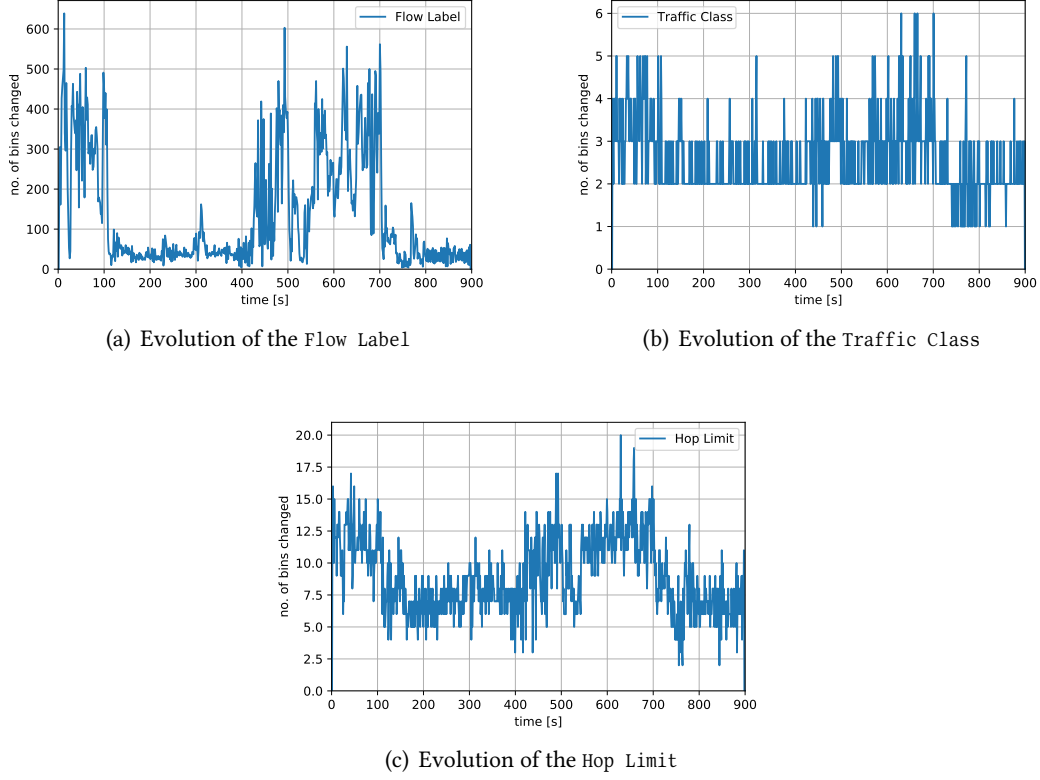 Flow Label
no. of bins changed
600
500
400
300
200
100
0
0 100 200 300 400 500 600 700 800 900
time [s]
(a) Evolution of the Flow Label
Traffic Class
no. of bins changed
6
5
4
3
2
1
0
0 100 200 300 400 500 600 700 800 900
time [s]
(b) Evolution of the Traffic Class
Hop Limit
no. of bins changed
20.0
17.5
15.0
12.5
10.0
7.5
5.0
2.5
0.0
0 100 200 300 400 500 600 700 800 900
time [s]
(c) Evolution of the Hop Limit